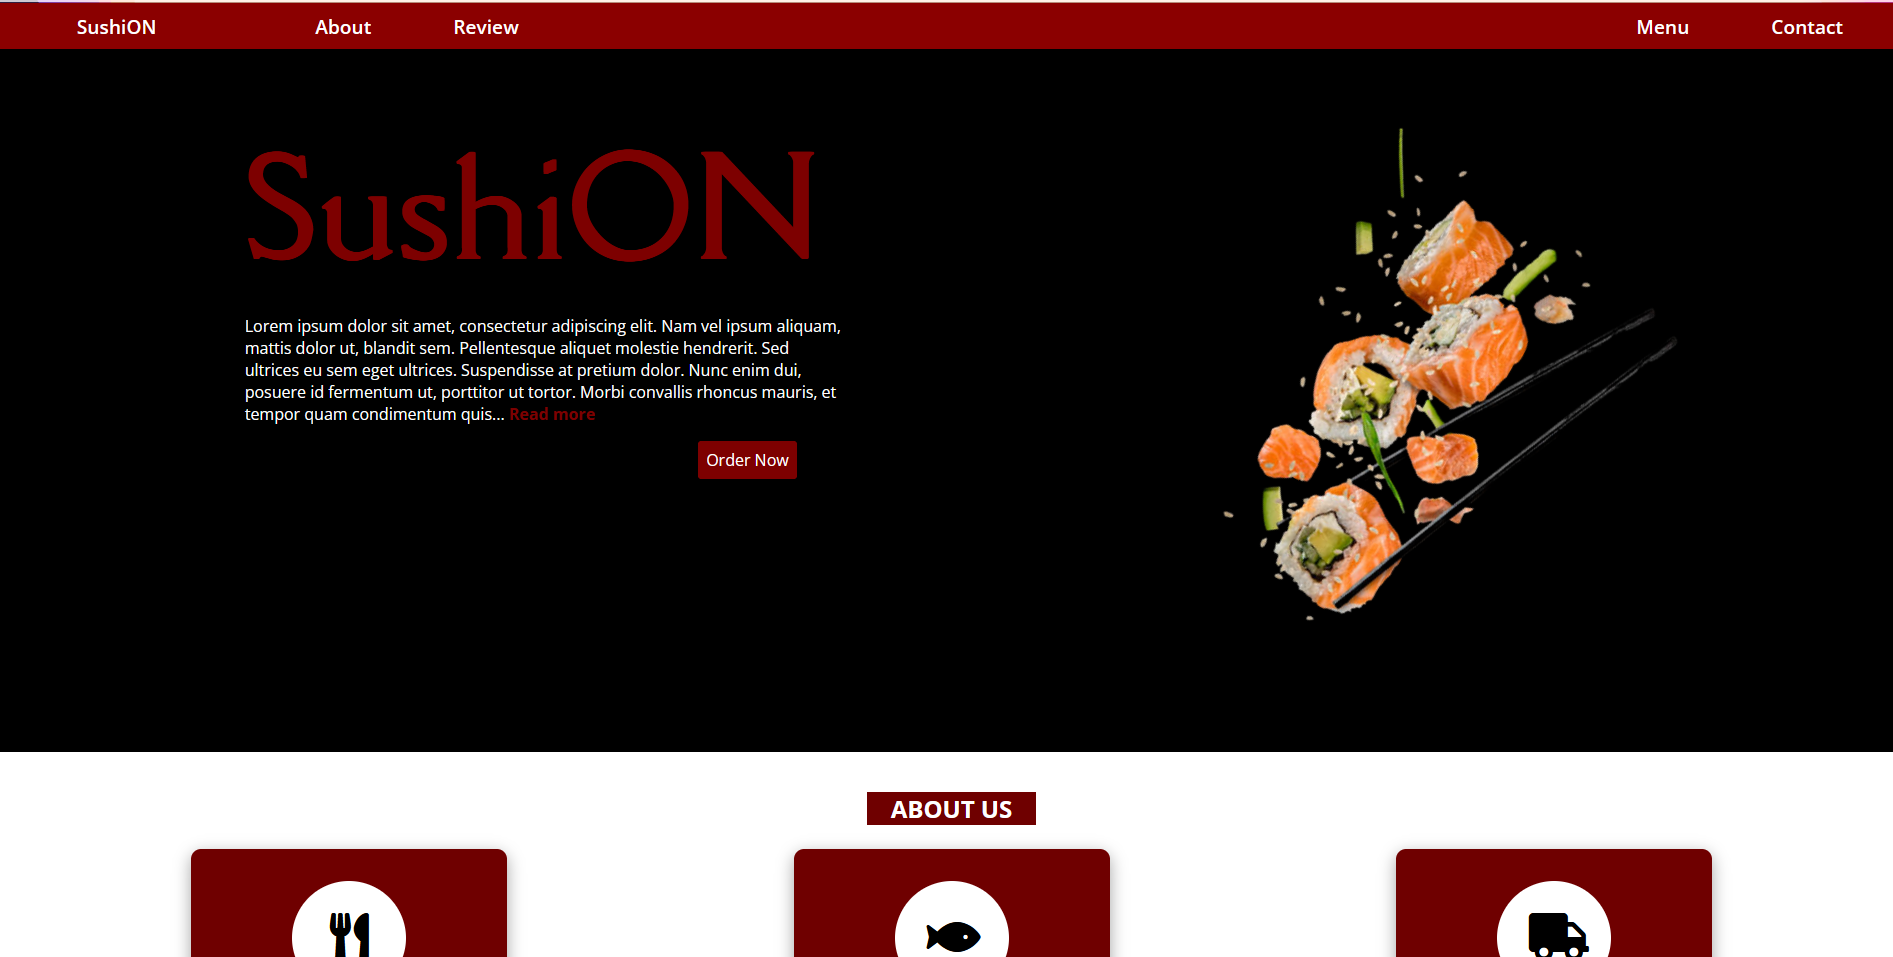 SushiON About Review Menu Contact
SushiON
Lorem ipsum dolor sit amet, consectetur adipiscing elit. Nam vel ipsum aliquam,
mattis dolor ut, blandit sem. Pellentesque aliquet molestie hendrerit. Sed
ultrices eu sem eget ultrices. Suspendisse at pretium dolor. Nunc enim dui,
posuere id fermentum ut, porttitor ut tortor. Morbi convallis rhoncus mauris, et
tempor quam condimentum quis... Read more
Order Now
ABOUT US